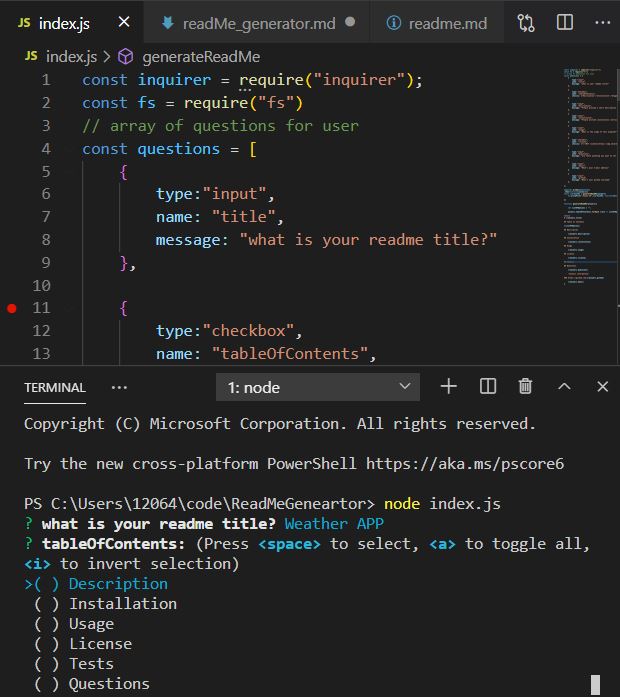 JS index.js × readMe_generator.md ● readme.md ...
JS index.js > generateReadMe
1 const inquirer = require("inquirer");
2 const fs = require("fs")
3 // array of questions for user
4 const questions = [
5 {
6 type:"input",
7 name: "title",
8 message: "what is your readme title?"
9 },
10
11 {
12 type:"checkbox",
13 name: "tableOfContents",
TERMINAL ... 1: node
Copyright (C) Microsoft Corporation. All rights reserved.
Try the new cross-platform PowerShell https://aka.ms/pscore6
PS C:\Users\12064\code\ReadMeGeneartor> node index.js
? what is your readme title? Weather APP
? tableOfContents: (Press <space> to select, <a> to toggle all,
<i> to invert selection)
>( ) Description
( ) Installation
( ) Usage
( ) License
( ) Tests
( ) Questions